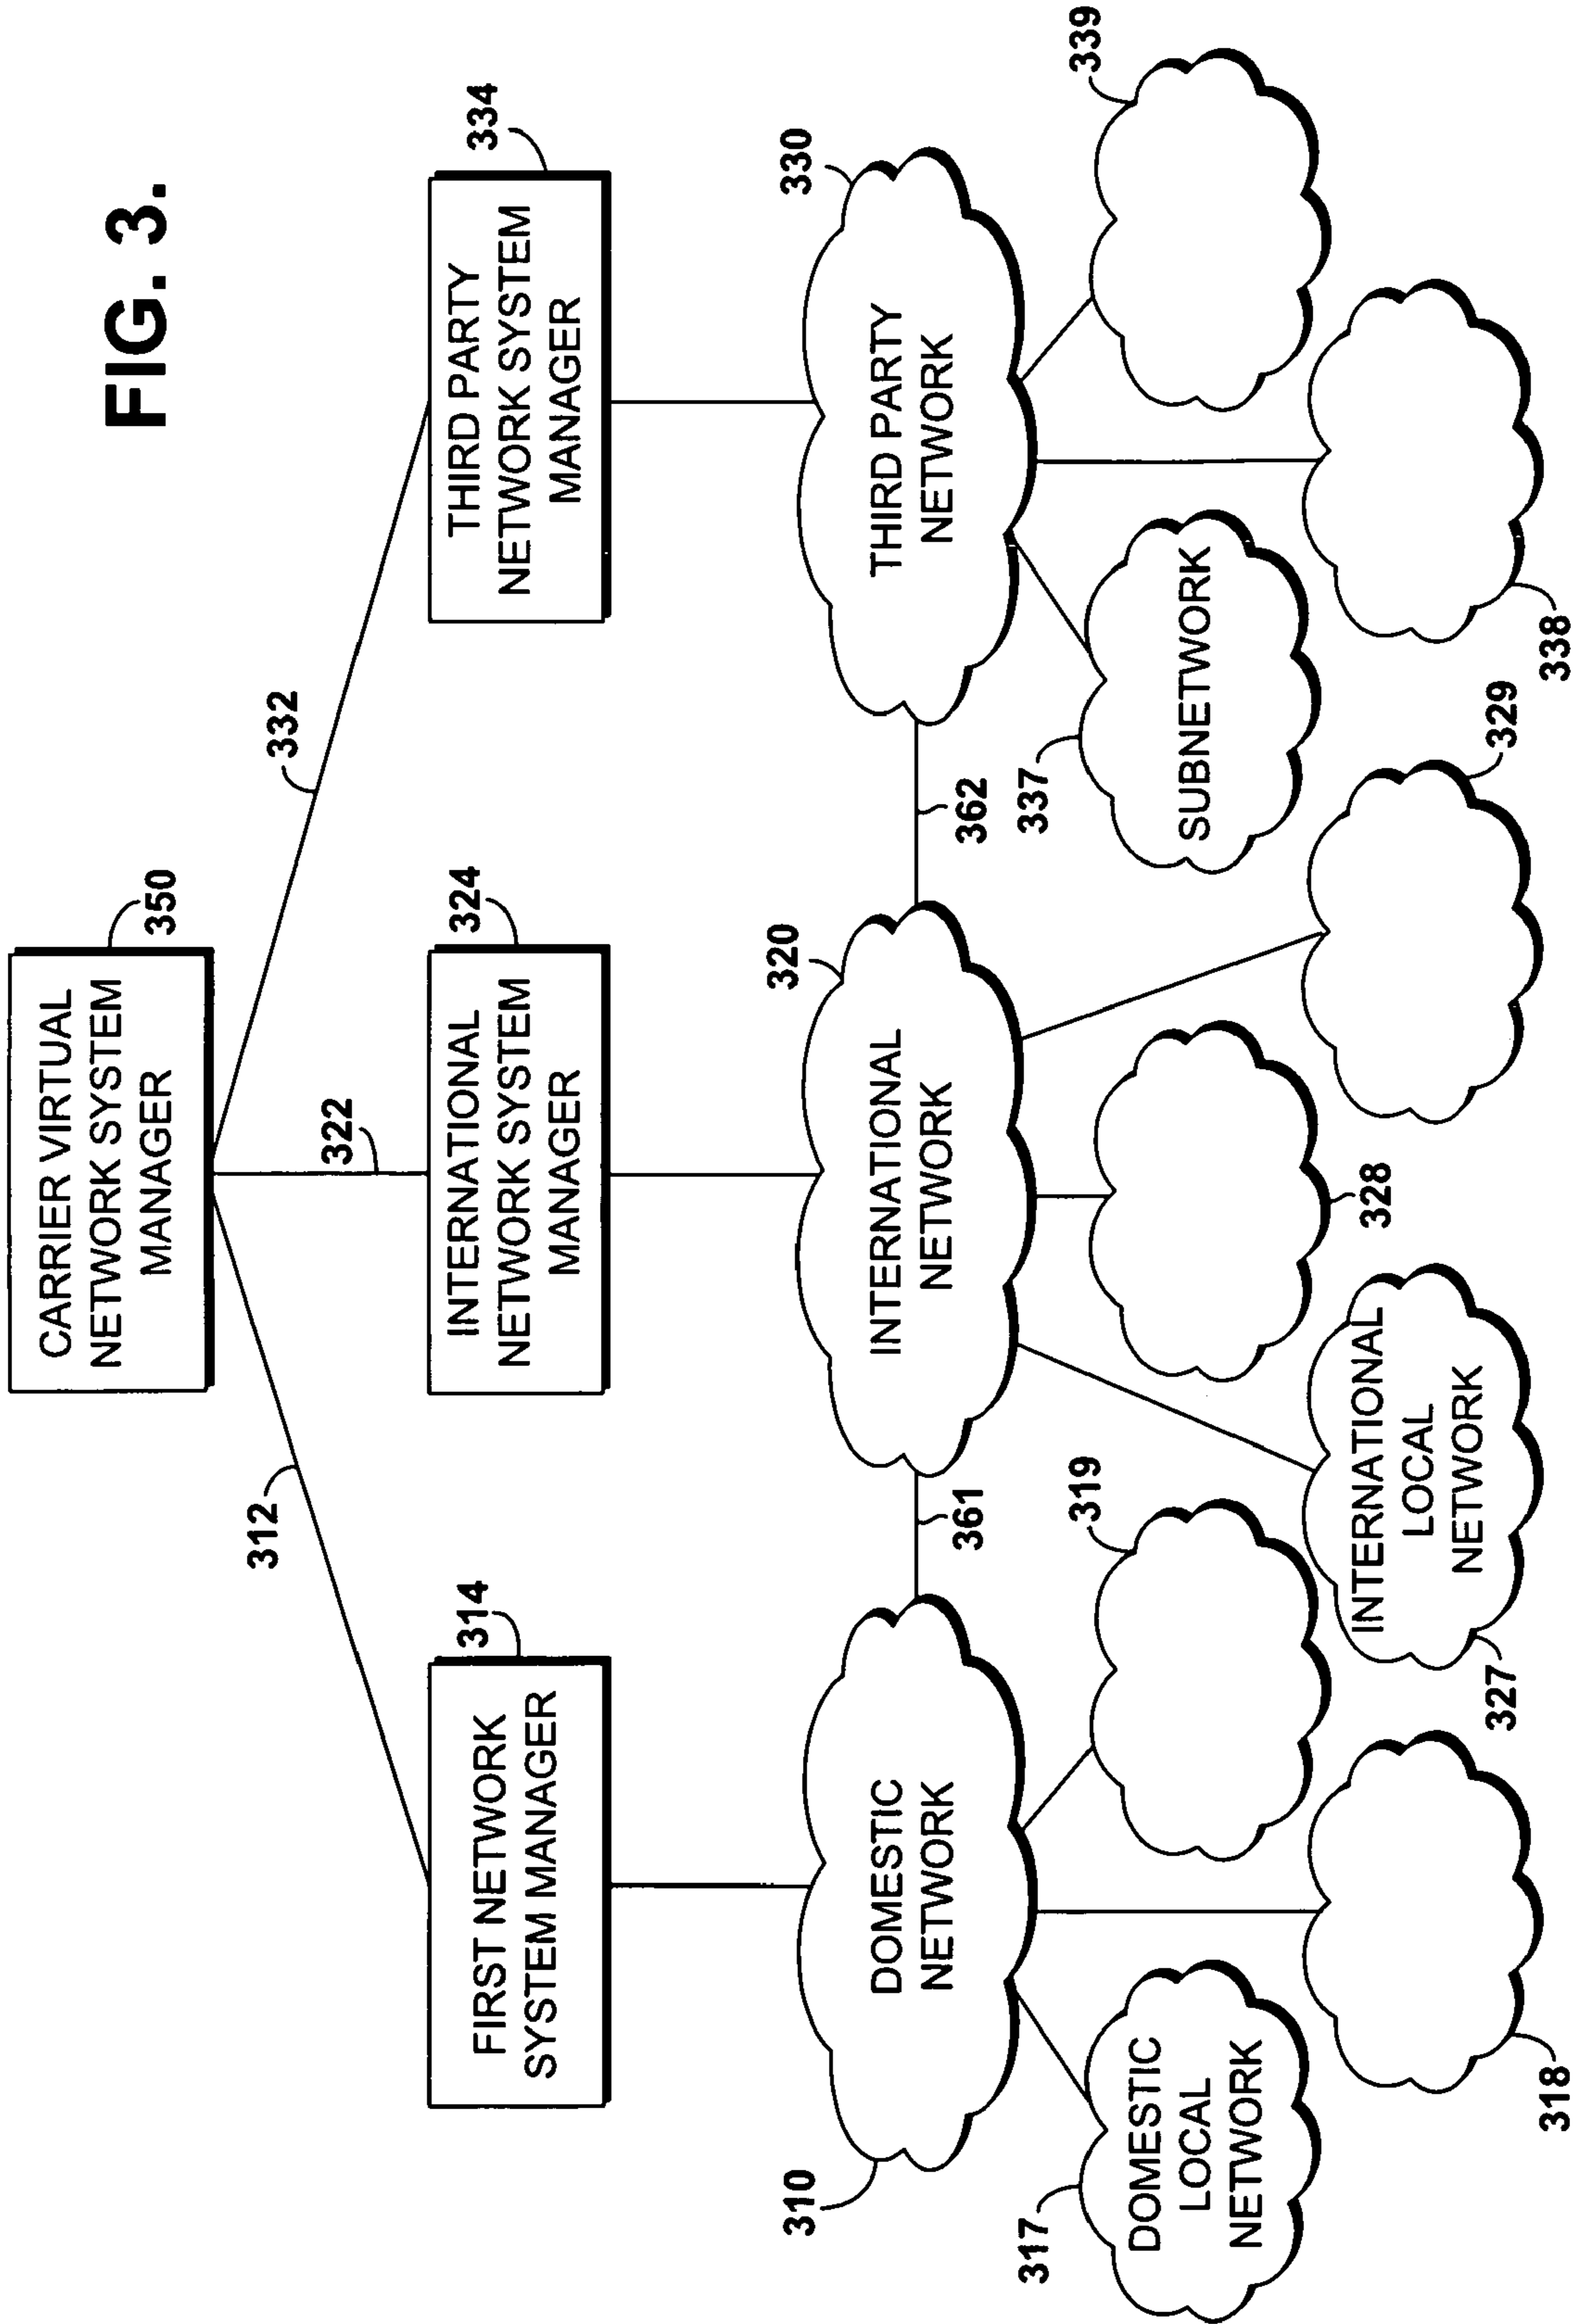 FIG. 3.
CARRIER VIRTUAL
NETWORK SYSTEM
MANAGER
350
312
322
332
314
FIRST NETWORK
SYSTEM MANAGER
324
INTERNATIONAL
NETWORK SYSTEM
MANAGER
334
THIRD PARTY
NETWORK SYSTEM
MANAGER
310
DOMESTIC
NETWORK
361
320
INTERNATIONAL
NETWORK
362
330
THIRD PARTY
NETWORK
317
DOMESTIC
LOCAL
NETWORK
319
328
337
SUBNETWORK
339
318
327
INTERNATIONAL
LOCAL
NETWORK
329
338